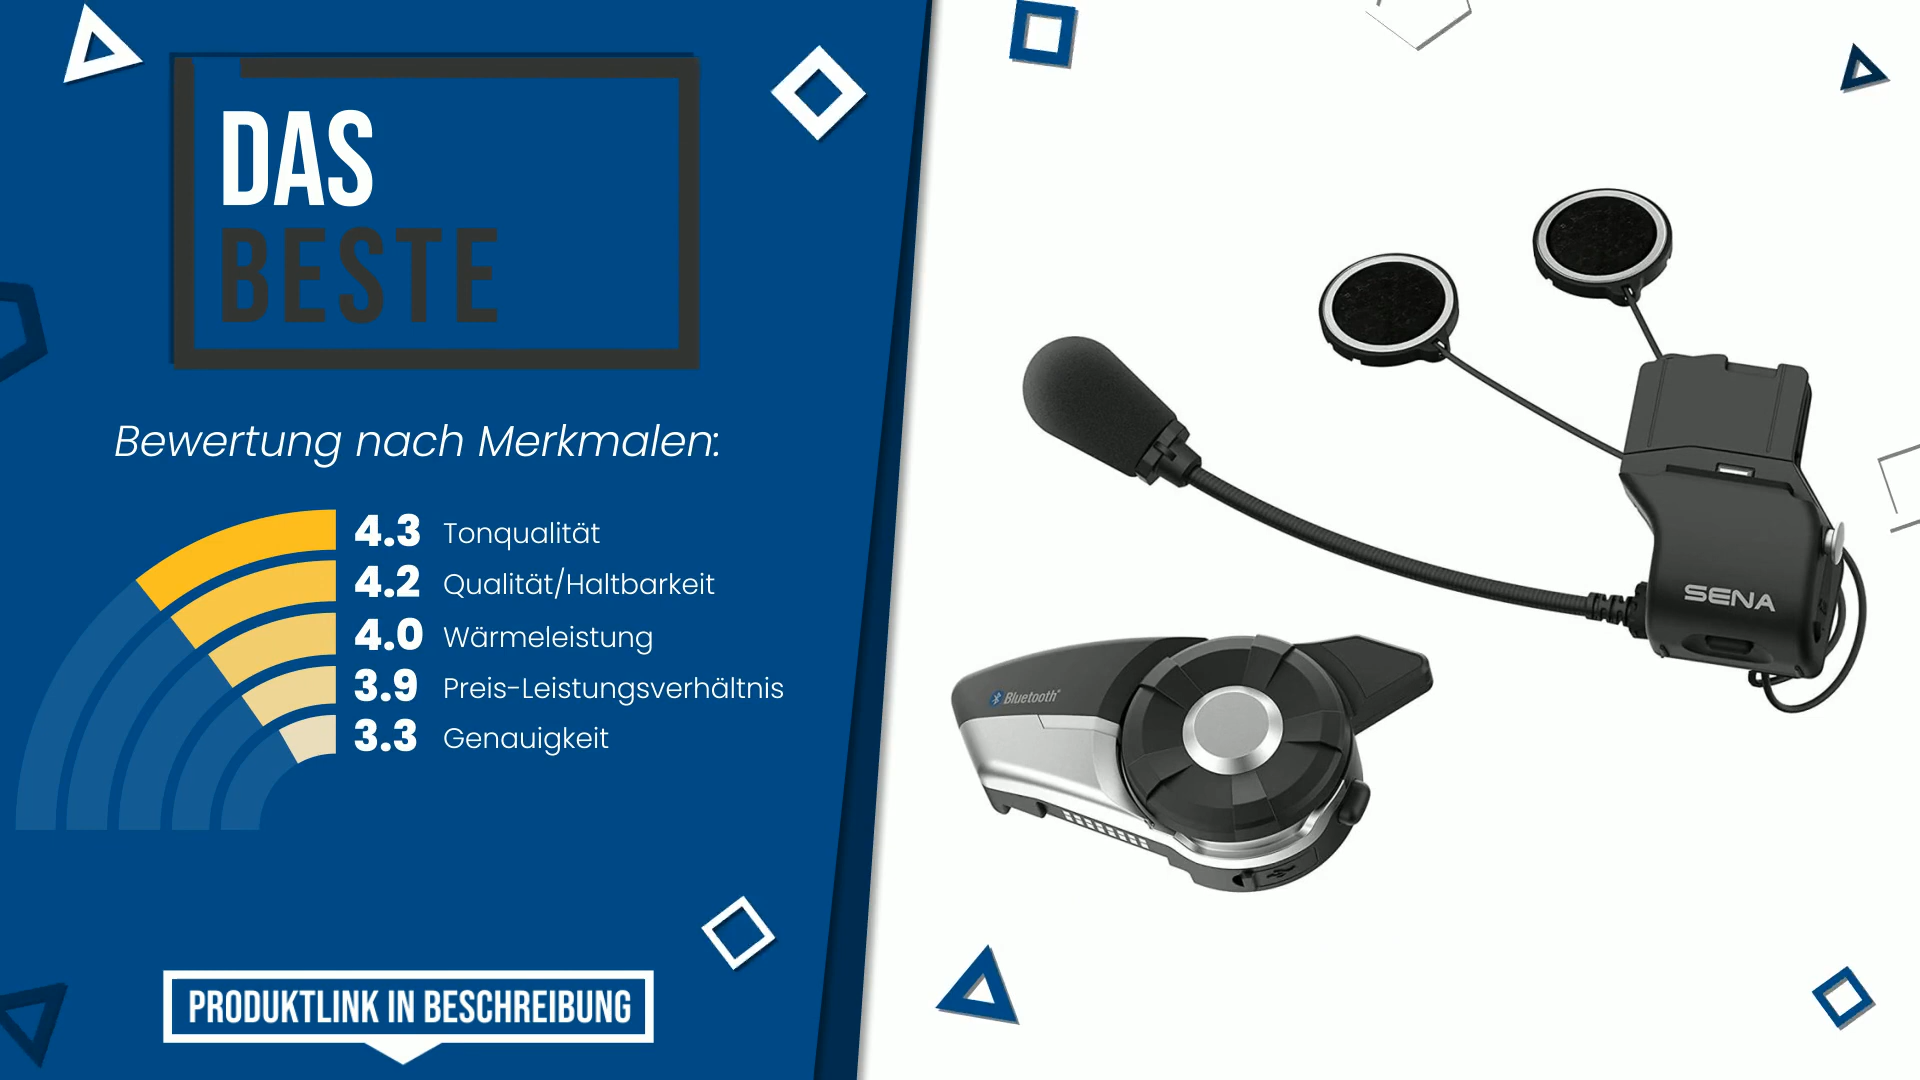 DAS
BESTE
Bewertung nach Merkmalen:
4.3 Tonqualität
4.2 Qualität/Haltbarkeit
4.0 Wärmeleistung
3.9 Preis-Leistungsverhältnis
3.3 Genauigkeit
PRODUKTLINK IN BESCHREIBUNG
SENA
Bluetooth®